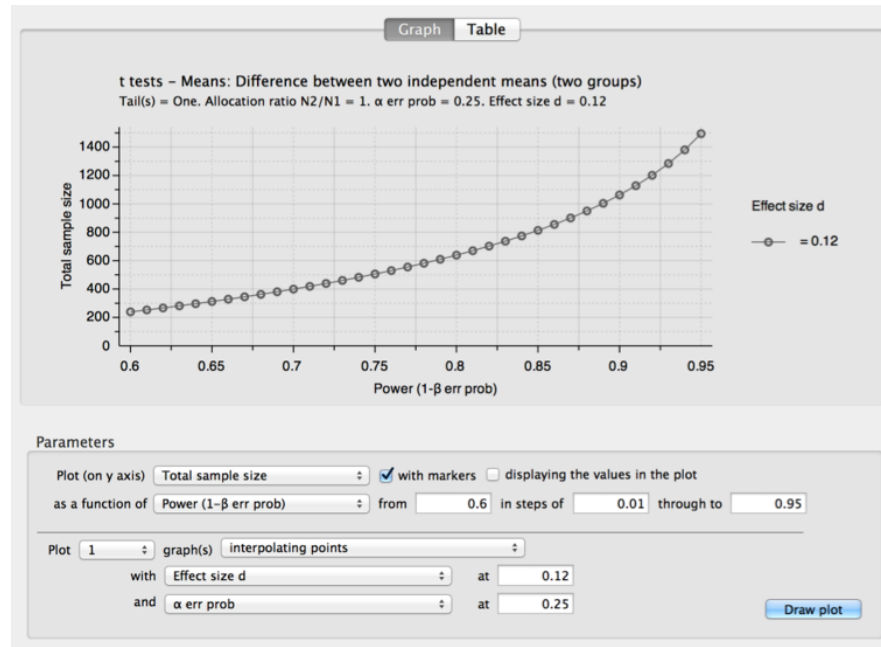 Graph Table
t tests – Means: Difference between two independent means (two groups)
Tail(s) = One. Allocation ratio N2/N1 = 1. α err prob = 0.25. Effect size d = 0.12
1400
1200
1000
800
600
400
200
0
Total sample size
0.6 0.65 0.7 0.75 0.8 0.85 0.9 0.95
Power (1-β err prob)
Effect size d
= 0.12
Parameters
Plot (on y axis) Total sample size with markers displaying the values in the plot
as a function of Power (1-β err prob) from 0.6 in steps of 0.01 through to 0.95
Plot 1 graph(s) interpolating points
with Effect size d at 0.12
and α err prob at 0.25
Draw plot